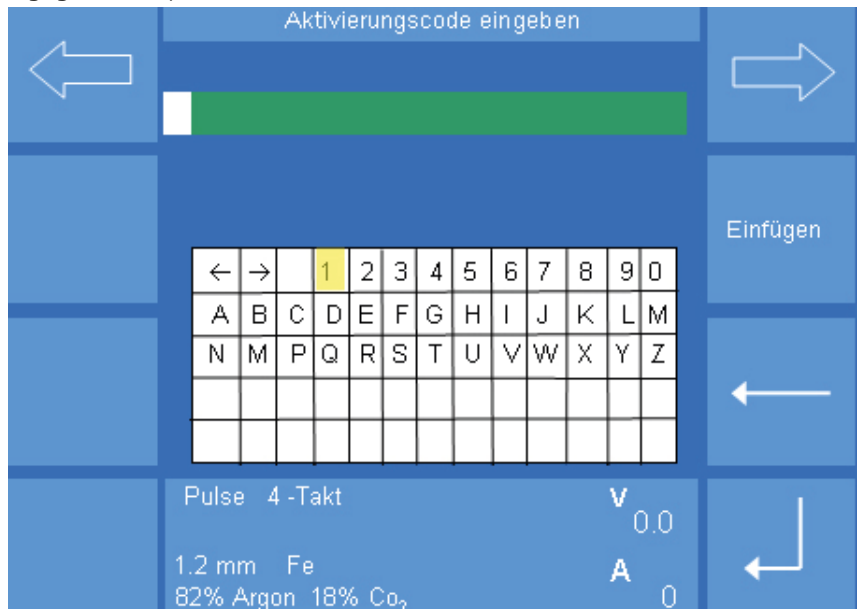 Aktivierungscode eingeben
Einfügen
← → 1 2 3 4 5 6 7 8 9 0
A B C D E F G H I J K L M
N M P Q R S T U V W X Y Z
Pulse 4 -Takt
V
0.0
1.2 mm Fe
A
82% Argon 18% Co₂
0